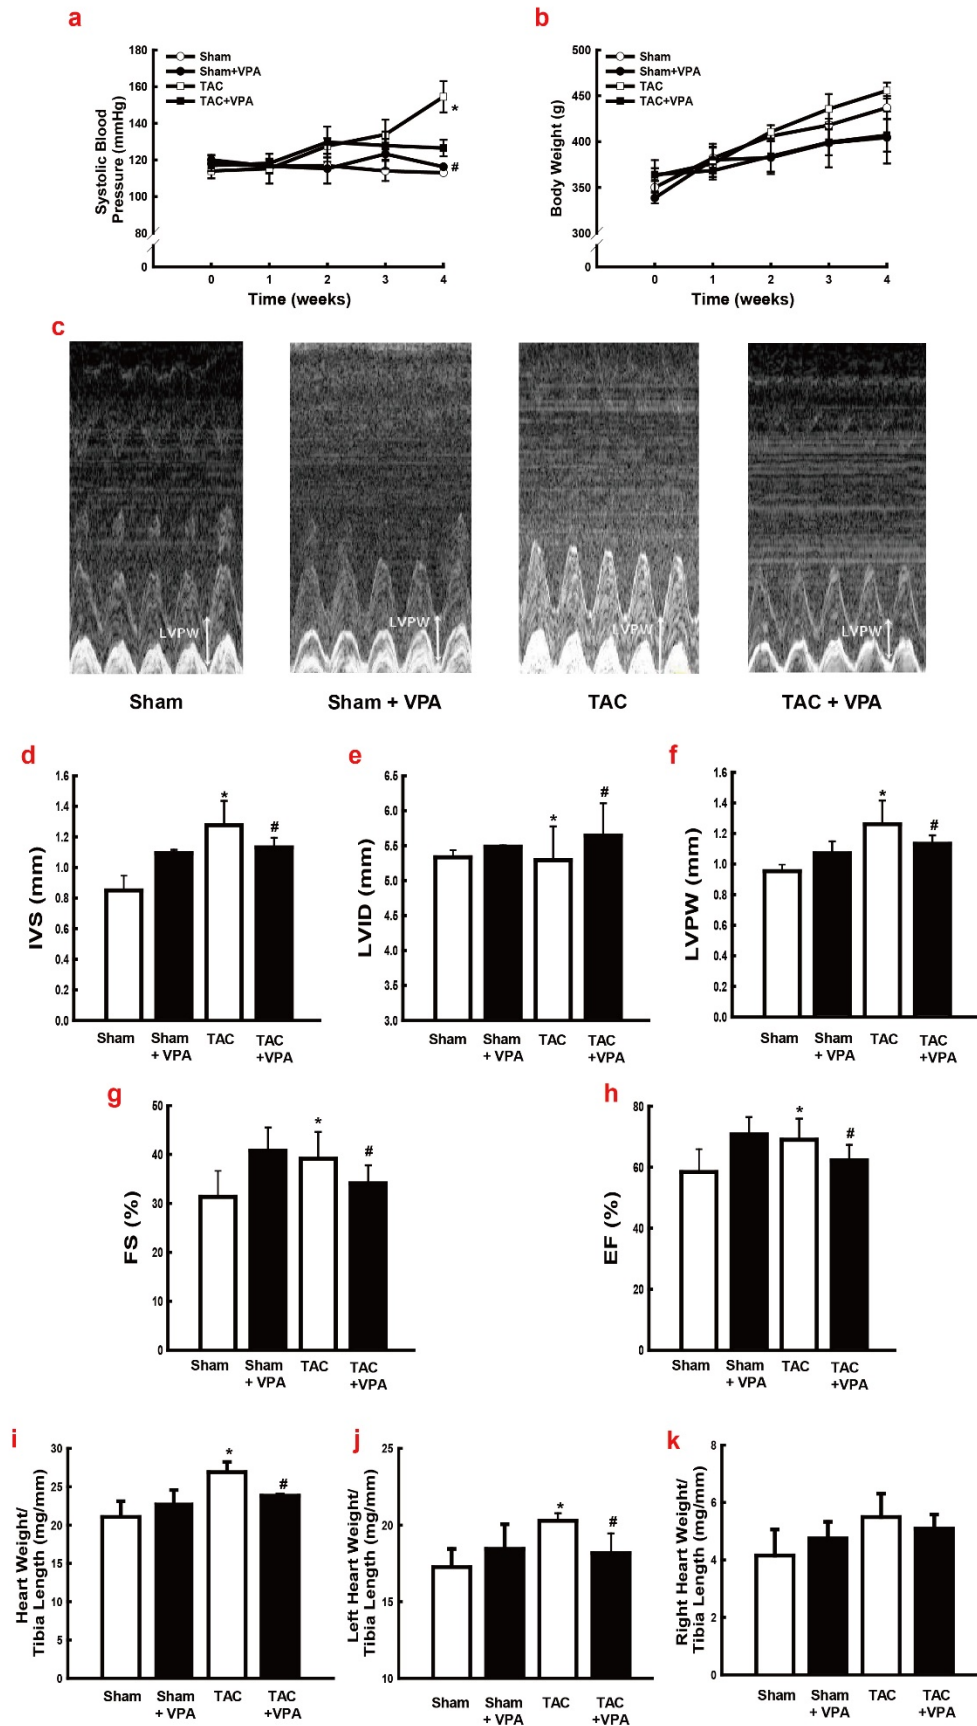 a
180
160
140
120
100
80
0
Systolic Blood
Pressure (mmHg)
Sham
Sham+VPA
TAC
TAC+VPA
*
#
0 1 2 3 4
Time (weeks)
b
450
400
350
300
0
Body Weight (g)
Sham
Sham+VPA
TAC
TAC+VPA
0 1 2 3 4
Time (weeks)
c
LVPW
LVPW
LVPW
Sham
Sham + VPA
TAC
TAC + VPA
d
1.6
1.4
1.2
1.0
0.8
0.6
0.4
0.2
0.0
IVS (mm)
*
#
Sham Sham TAC TAC
+ VPA +VPA
e
6.5
6.0
5.5
5.0
4.5
4.0
3.5
3.0
LVID (mm)
*
#
Sham Sham TAC TAC
+ VPA +VPA
f
1.6
1.4
1.2
1.0
0.8
0.6
0.4
0.2
0.0
LVPW (mm)
*
#
Sham Sham TAC TAC
+ VPA +VPA
g
50
40
30
20
10
0
FS (%)
*
#
Sham Sham TAC TAC
+ VPA +VPA
h
80
60
40
20
0
EF (%)
*
#
Sham Sham TAC TAC
+ VPA +VPA
i
30
25
20
15
10
5
0
Heart Weight/
Tibia Length (mg/mm)
*
#
Sham Sham TAC TAC
+ VPA +VPA
j
25
20
15
10
Left Heart Weight/
Tibia Length (mg/mm)
*
#
Sham Sham TAC TAC
+ VPA +VPA
k
8
6
4
2
0
Right Heart Weight/
Tibia Length (mg/mm)
Sham Sham TAC TAC
+ VPA +VPA